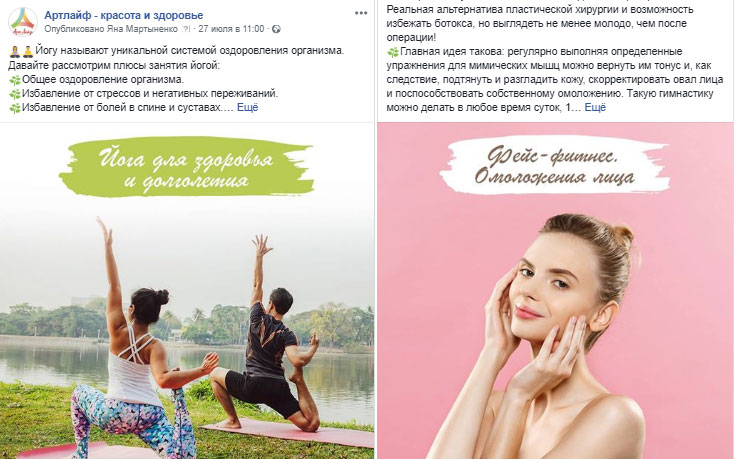 Артлайф - красота и здоровье
Опубликовано Яна Мартыненко [?] · 27 июля в 11:00 ·
Йогу называют уникальной системой оздоровления организма.
Давайте рассмотрим плюсы занятия йогой:
Общее оздоровление организма.
Избавление от стрессов и негативных переживаний.
Избавление от болей в спине и суставах.... Ещё
Йога для здоровья
и долголетия
Реальная альтернатива пластической хирургии и возможность
избежать ботокса, но выглядеть не менее молодо, чем после
операции!
Главная идея такова: регулярно выполняя определенные
упражнения для мимических мышц можно вернуть им тонус и, как
следствие, подтянуть и разгладить кожу, скорректировать овал лица
и поспособствовать собственному омоложению. Такую гимнастику
можно делать в любое время суток, 1... Ещё
Фейс-фитнес.
Омоложения лица